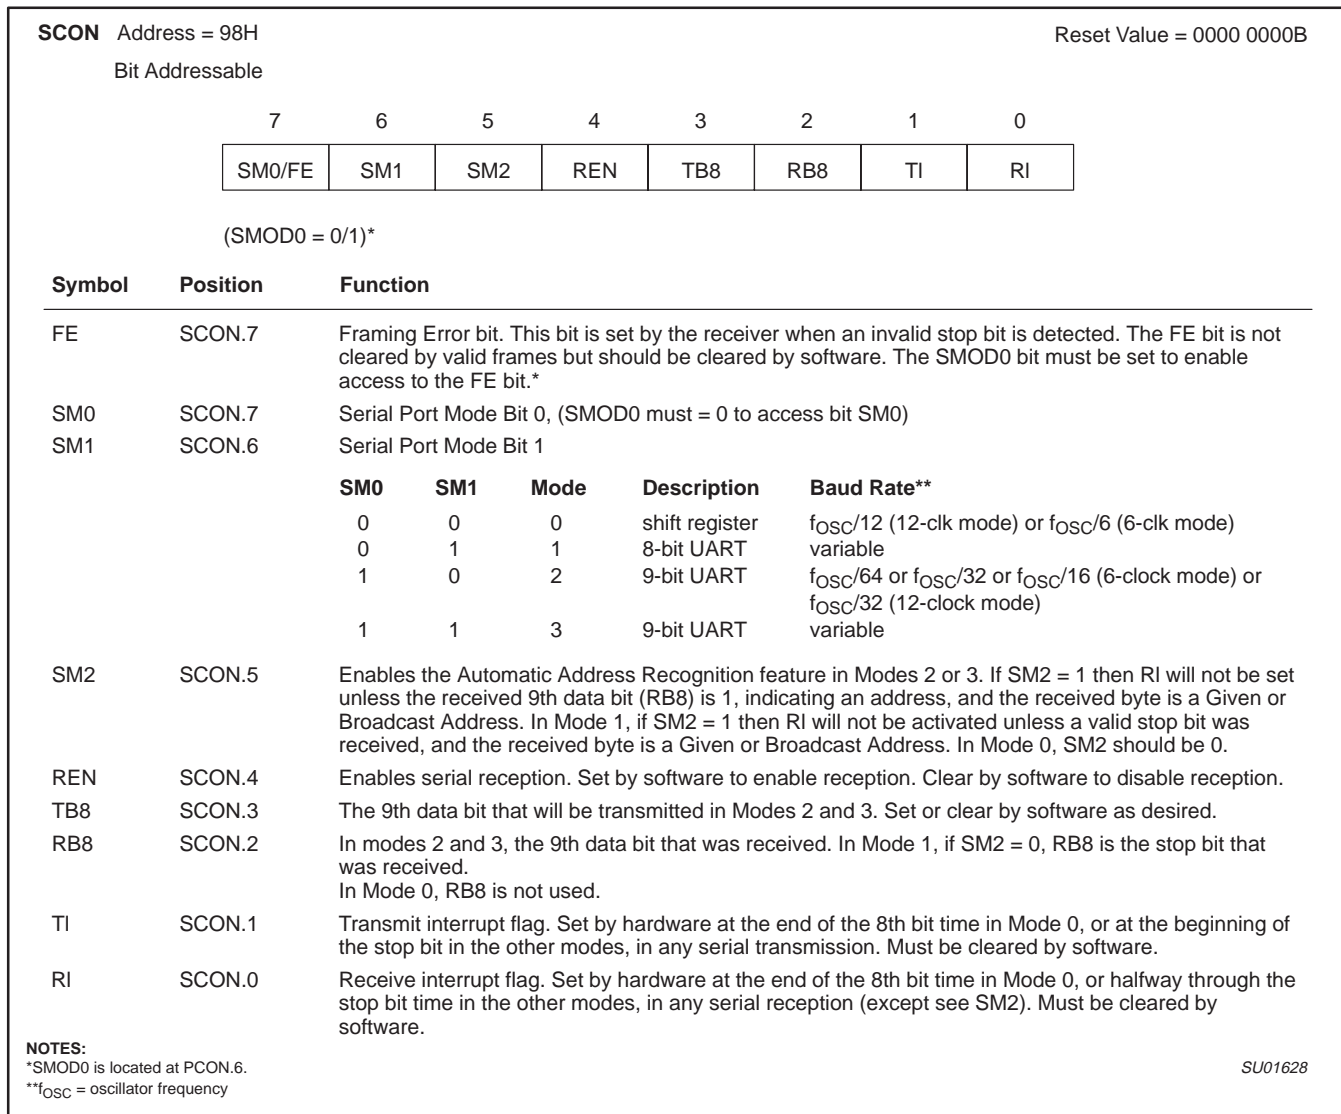 SCON Address = 98H Reset Value = 0000 0000B
Bit Addressable
7 6 5 4 3 2 1 0
SM0/FE SM1 SM2 REN TB8 RB8 TI RI
(SMOD0 = 0/1)*
Symbol Position Function
FE SCON.7 Framing Error bit. This bit is set by the receiver when an invalid stop bit is detected. The FE bit is not
cleared by valid frames but should be cleared by software. The SMOD0 bit must be set to enable
access to the FE bit.*
SM0 SCON.7 Serial Port Mode Bit 0, (SMOD0 must = 0 to access bit SM0)
SM1 SCON.6 Serial Port Mode Bit 1
SM0 SM1 Mode Description Baud Rate**
0 0 0 shift register fOSC/12 (12-clk mode) or fOSC/6 (6-clk mode)
0 1 1 8-bit UART variable
1 0 2 9-bit UART fOSC/64 or fOSC/32 or fOSC/16 (6-clock mode) or
fOSC/32 (12-clock mode)
1 1 3 9-bit UART variable
SM2 SCON.5 Enables the Automatic Address Recognition feature in Modes 2 or 3. If SM2 = 1 then RI will not be set
unless the received 9th data bit (RB8) is 1, indicating an address, and the received byte is a Given or
Broadcast Address. In Mode 1, if SM2 = 1 then RI will not be activated unless a valid stop bit was
received, and the received byte is a Given or Broadcast Address. In Mode 0, SM2 should be 0.
REN SCON.4 Enables serial reception. Set by software to enable reception. Clear by software to disable reception.
TB8 SCON.3 The 9th data bit that will be transmitted in Modes 2 and 3. Set or clear by software as desired.
RB8 SCON.2 In modes 2 and 3, the 9th data bit that was received. In Mode 1, if SM2 = 0, RB8 is the stop bit that
was received.
In Mode 0, RB8 is not used.
TI SCON.1 Transmit interrupt flag. Set by hardware at the end of the 8th bit time in Mode 0, or at the beginning of
the stop bit in the other modes, in any serial transmission. Must be cleared by software.
RI SCON.0 Receive interrupt flag. Set by hardware at the end of the 8th bit time in Mode 0, or halfway through the
stop bit time in the other modes, in any serial reception (except see SM2). Must be cleared by
software.
NOTES:
*SMOD0 is located at PCON.6.
**fOSC = oscillator frequency
SU01628